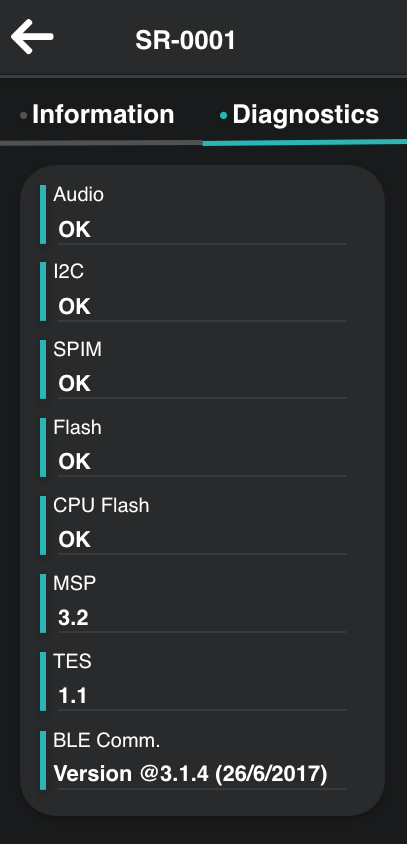 SR-0001
Information
Diagnostics
Audio
OK
I2C
OK
SPIM
OK
Flash
OK
CPU Flash
OK
MSP
3.2
TES
1.1
BLE Comm.
Version @3.1.4 (26/6/2017)